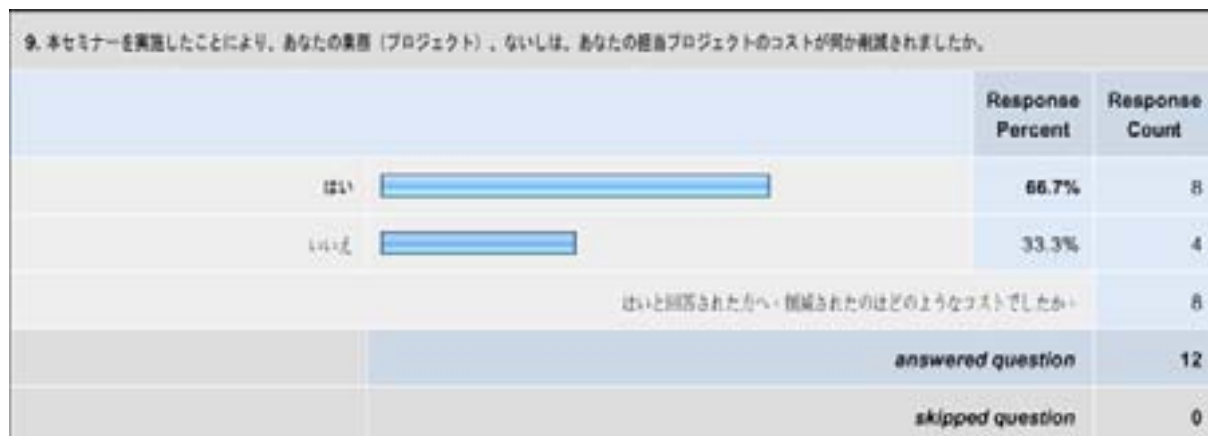 9. 本セミナーを実施したことにより、あなたの業務（プロジェクト）、ないしは、あなたの担当プロジェクトのコストが何か削減されましたか。
Response Percent
Response Count
はい 66.7% 8
いいえ 33.3% 4
はいと回答された方へ、削減されたのはどのようなコストでしたか。 8
answered question 12
skipped question 0